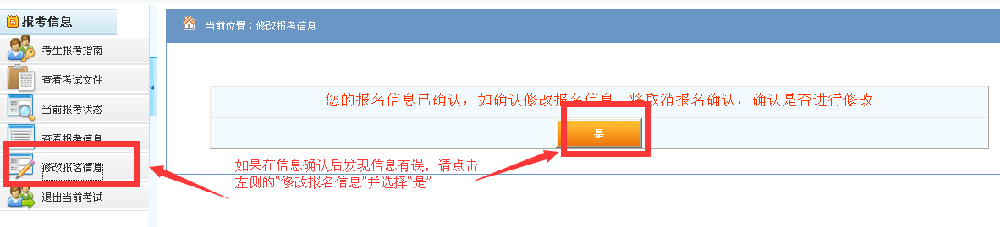 报考信息
考生报考指南
查看考试文件
当前报考状态
查看报考信息
修改报名信息
退出当前考试
当前位置：修改报考信息
您的报名信息已确认，如确认修改报名信息，将取消报名确认，确认是否进行修改
是
如果在信息确认后发现信息有误，请点击
左侧的“修改报名信息”并选择“是”